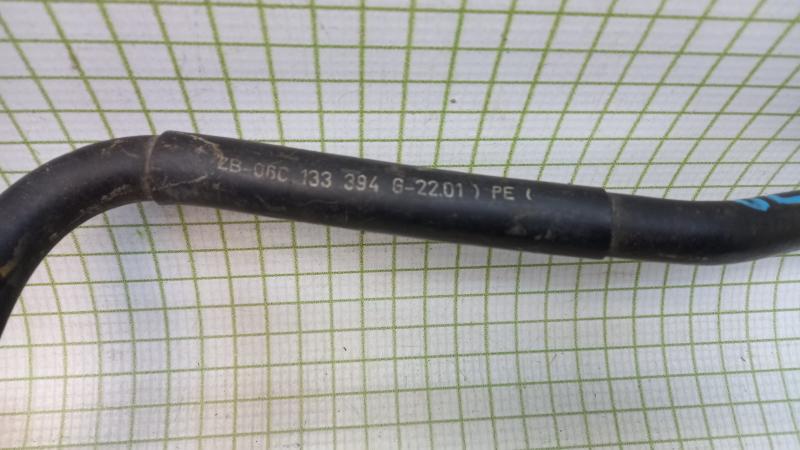 ZB-06C 133 394 G-22.01 ) PE (